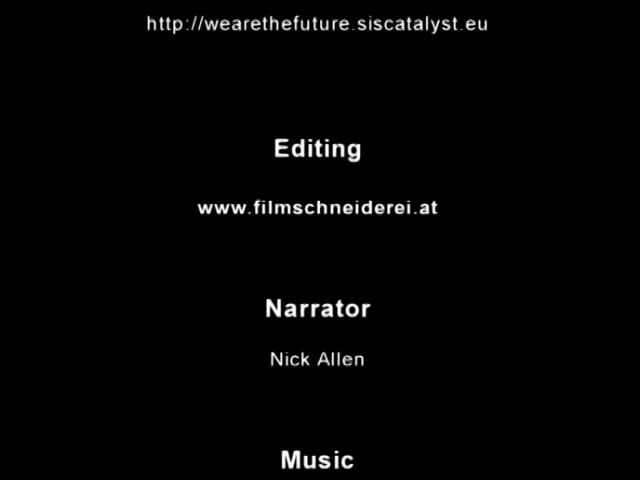 http://wearethefuture.siscatalyst.eu
Editing
www.filmschneiderei.at
Narrator
Nick Allen
Music